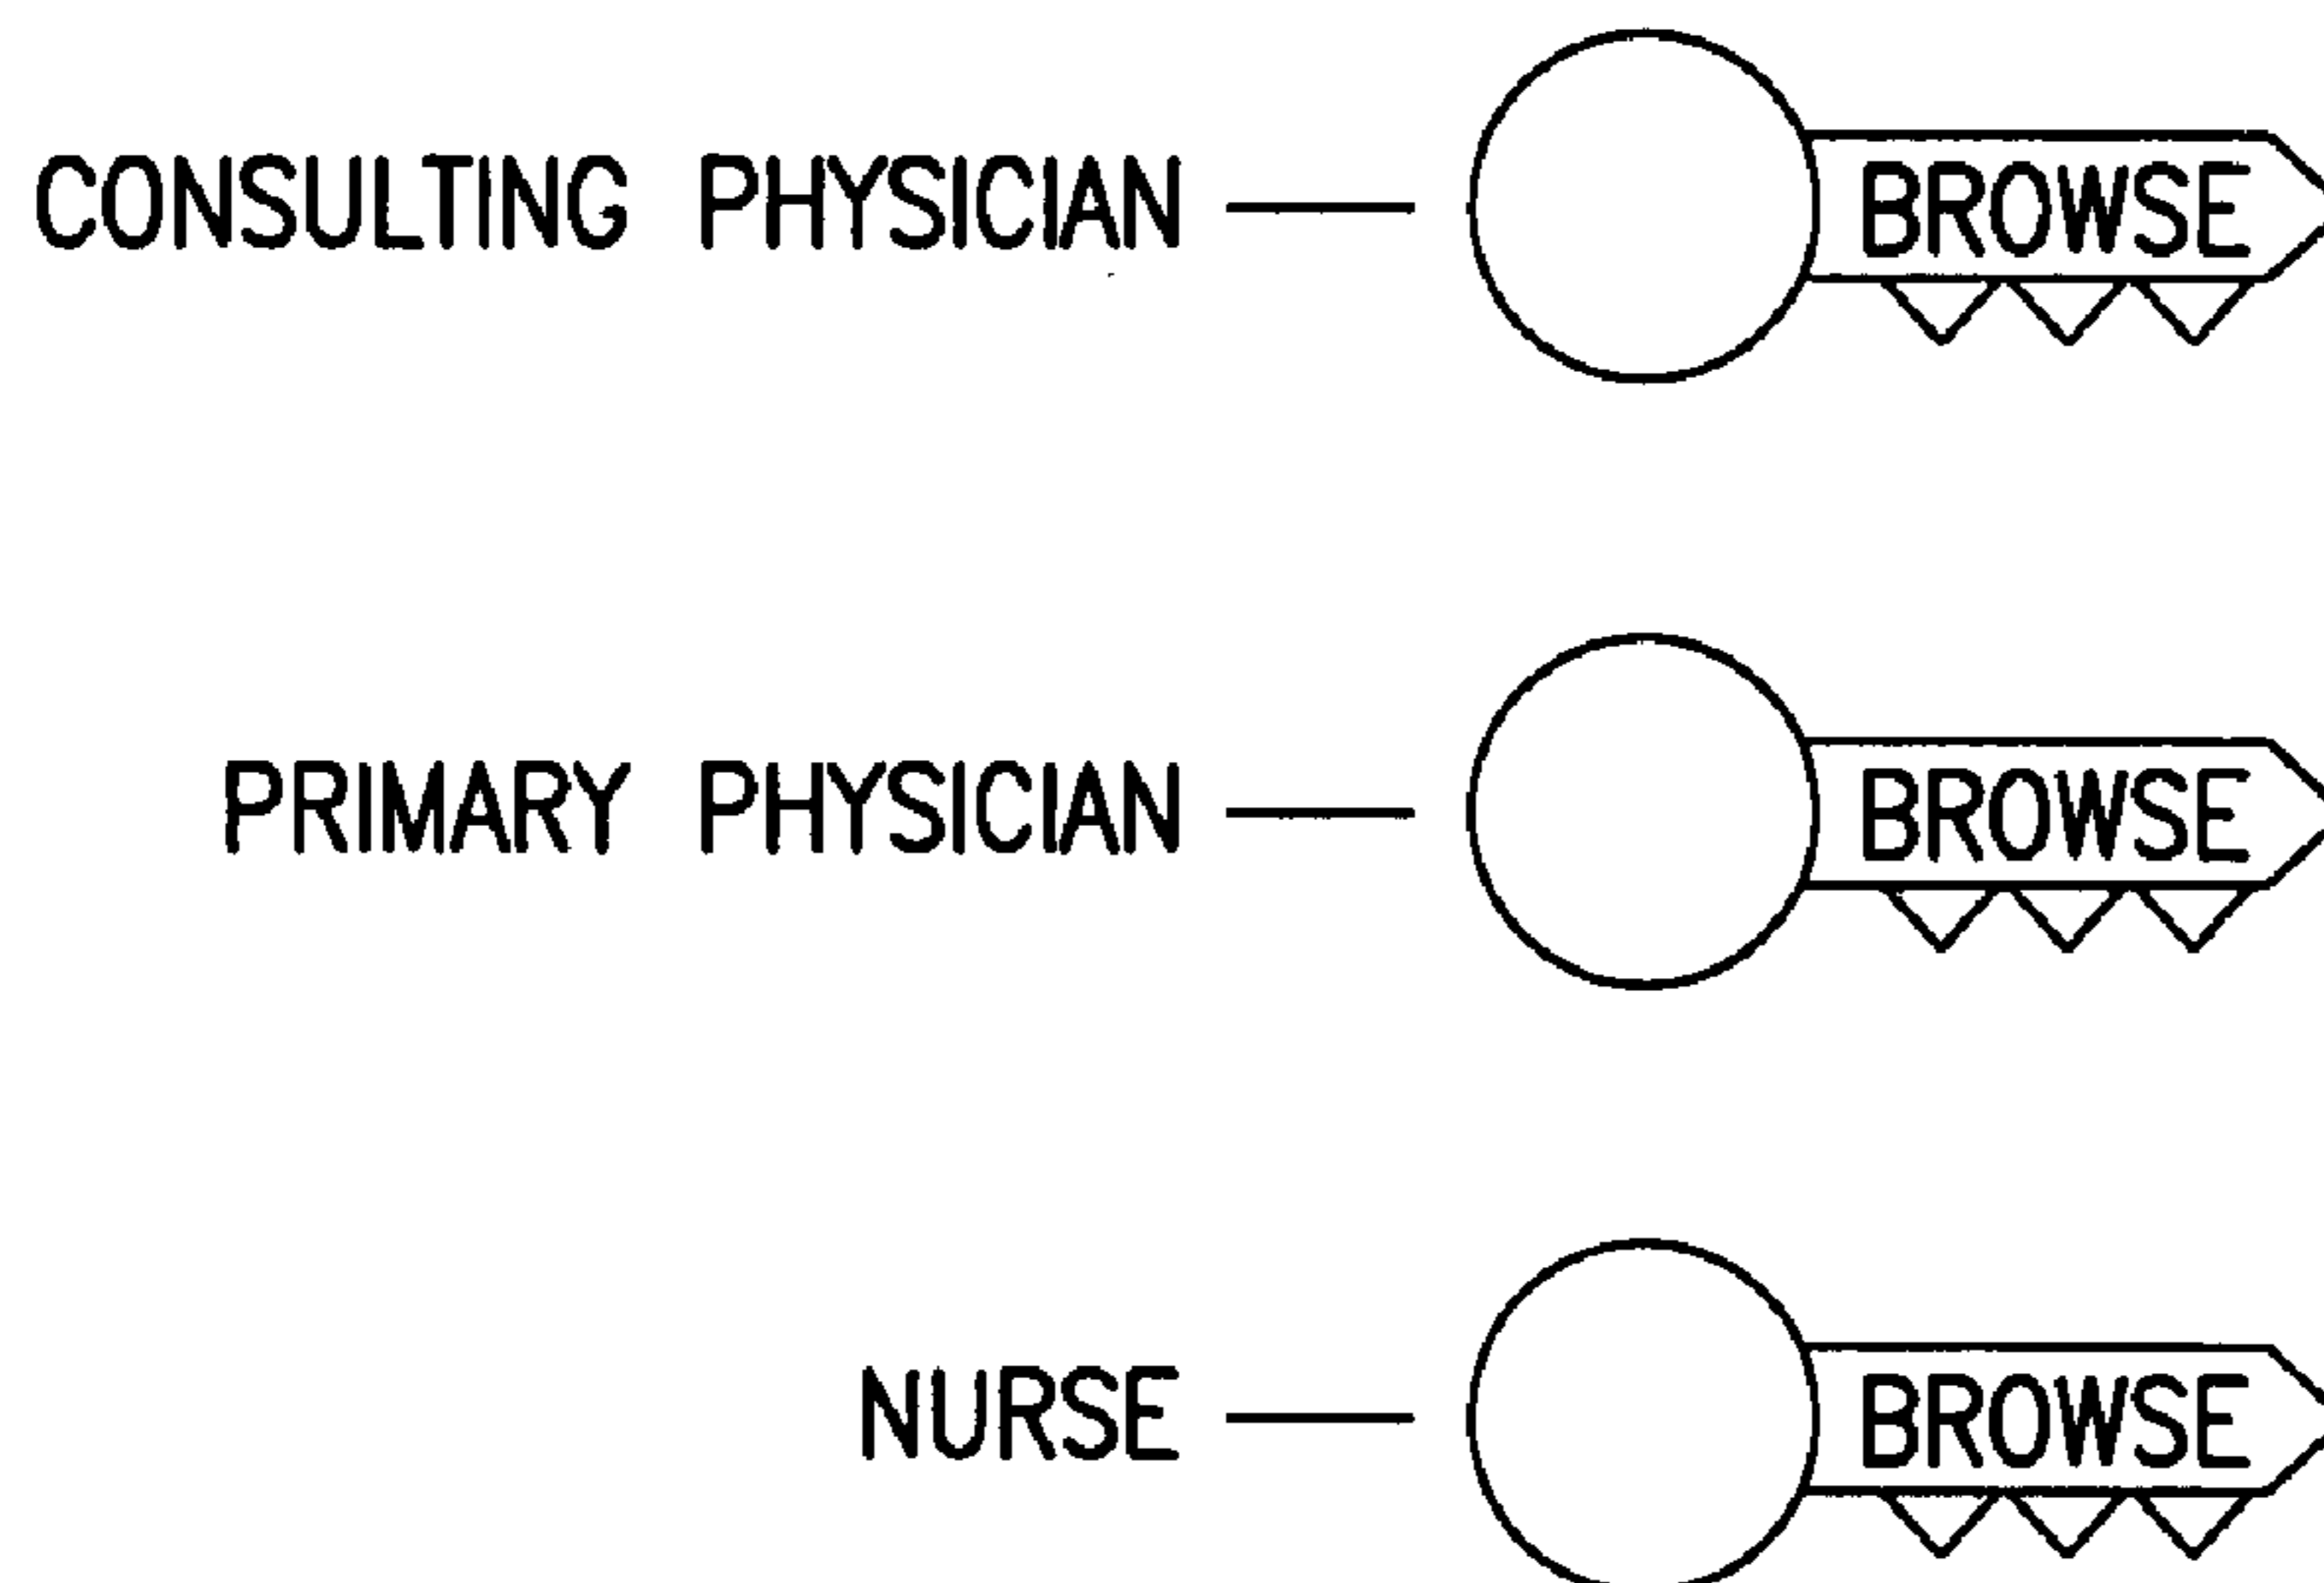 CONSULTING PHYSICIAN — BROWSE
PRIMARY PHYSICIAN — BROWSE
NURSE — BROWSE